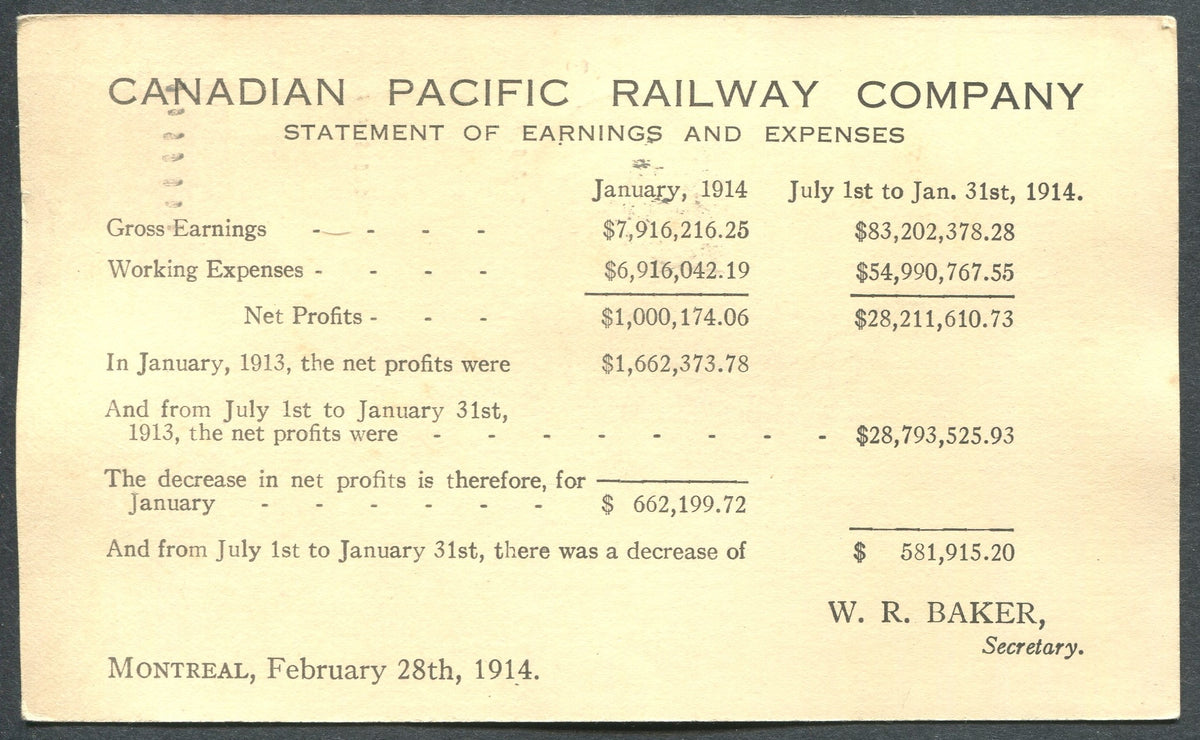 CANADIAN PACIFIC RAILWAY COMPANY
STATEMENT OF EARNINGS AND EXPENSES
January, 1914 July 1st to Jan. 31st, 1914.
Gross Earnings - - - - $7,916,216.25 $83,202,378.28
Working Expenses - - - - $6,916,042.19 $54,990,767.55
Net Profits - - - $1,000,174.06 $28,211,610.73
In January, 1913, the net profits were $1,662,373.78
And from July 1st to January 31st,
1913, the net profits were - - - - - - - - $28,793,525.93
The decrease in net profits is therefore, for
January - - - - - - $ 662,199.72
And from July 1st to January 31st, there was a decrease of $ 581,915.20
W. R. BAKER,
Secretary.
MONTREAL, February 28th, 1914.